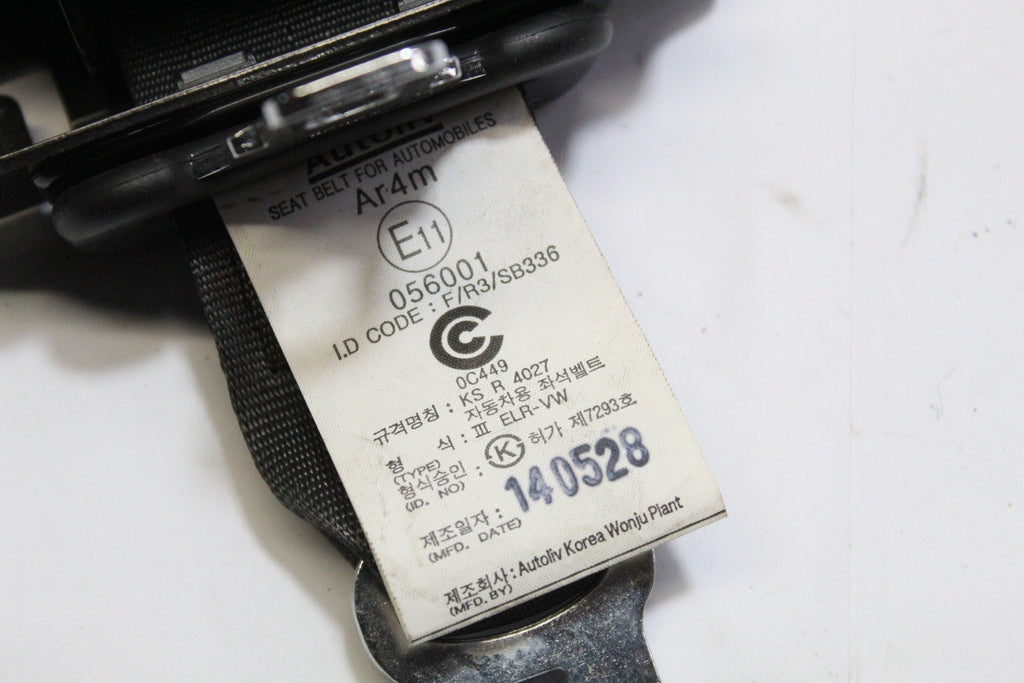 Autoliv
SEAT BELT FOR AUTOMOBILES
Ar4m
E11
056001
I.D CODE : F/R3/SB336
0C449
규격명칭 : KS R 4027
자동차용 좌석벨트
형 식 : Ⅲ ELR-VW
(TYPE)
형식승인 : K 허가 제7293호
(ID. NO)
제조일자 : 140528
(MFD. DATE)
제조회사 : Autoliv Korea Wonju Plant
(MFD. BY)